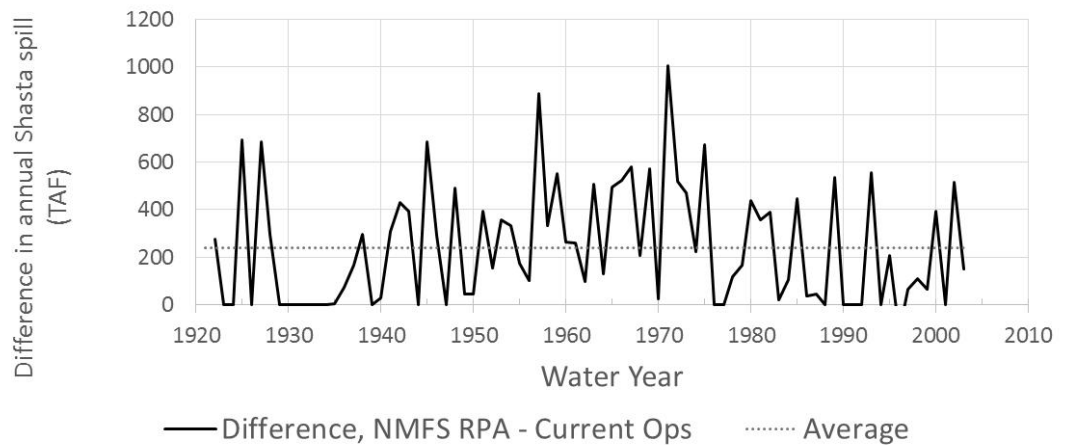 Difference in annual Shasta spill
(TAF)
1200
1000
800
600
400
200
0
1920 1930 1940 1950 1960 1970 1980 1990 2000 2010
Water Year
Difference, NMFS RPA - Current Ops Average